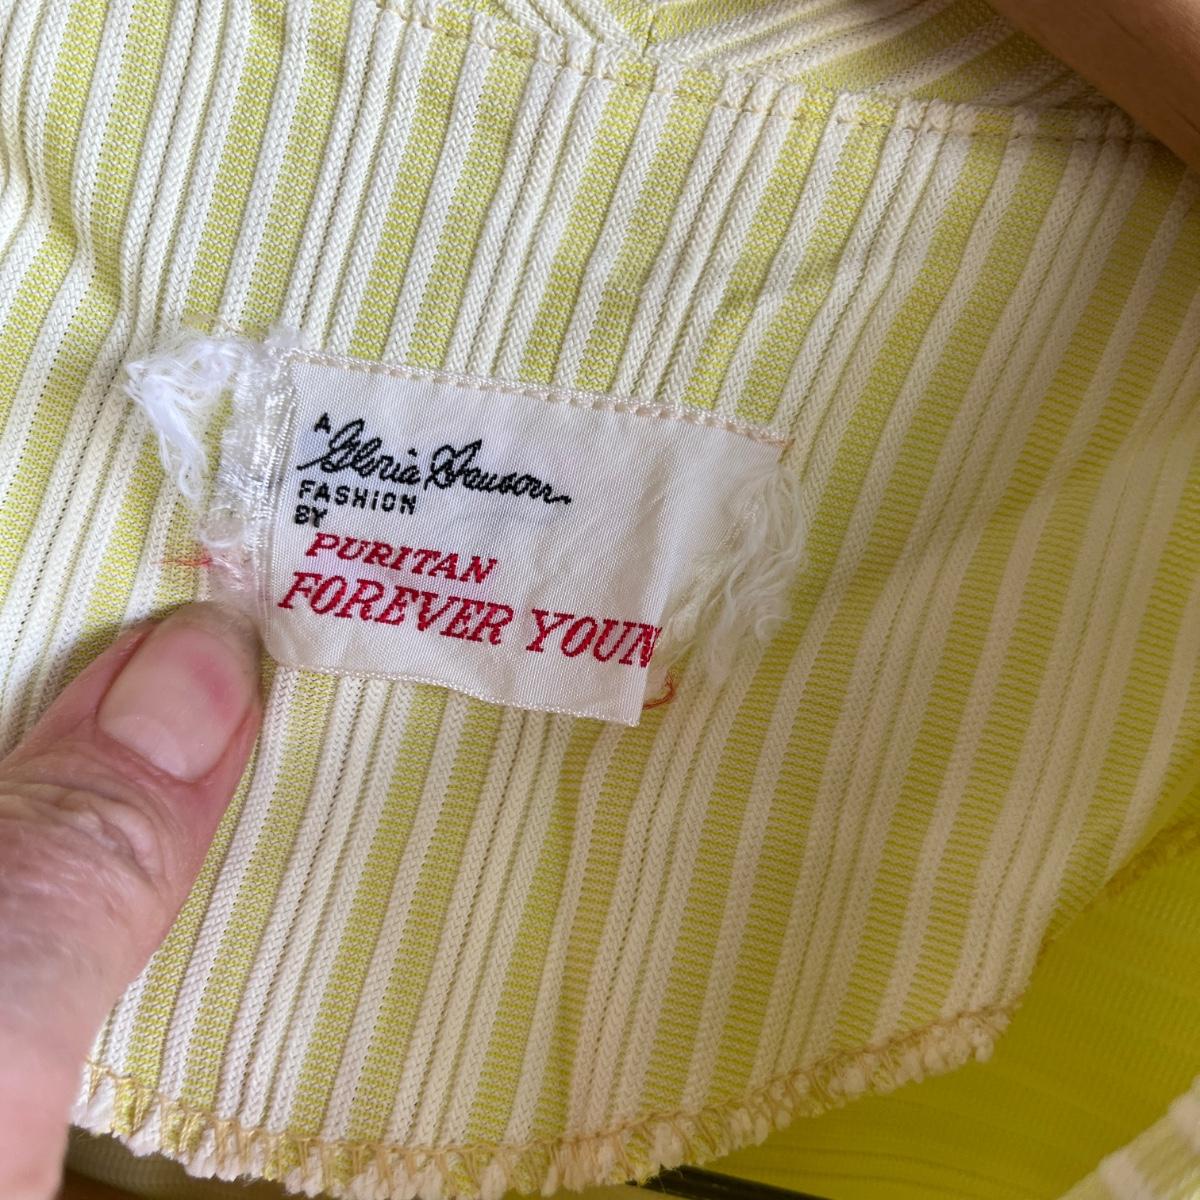 A
Gloria Swanson
FASHION
BY
PURITAN
FOREVER YOUN